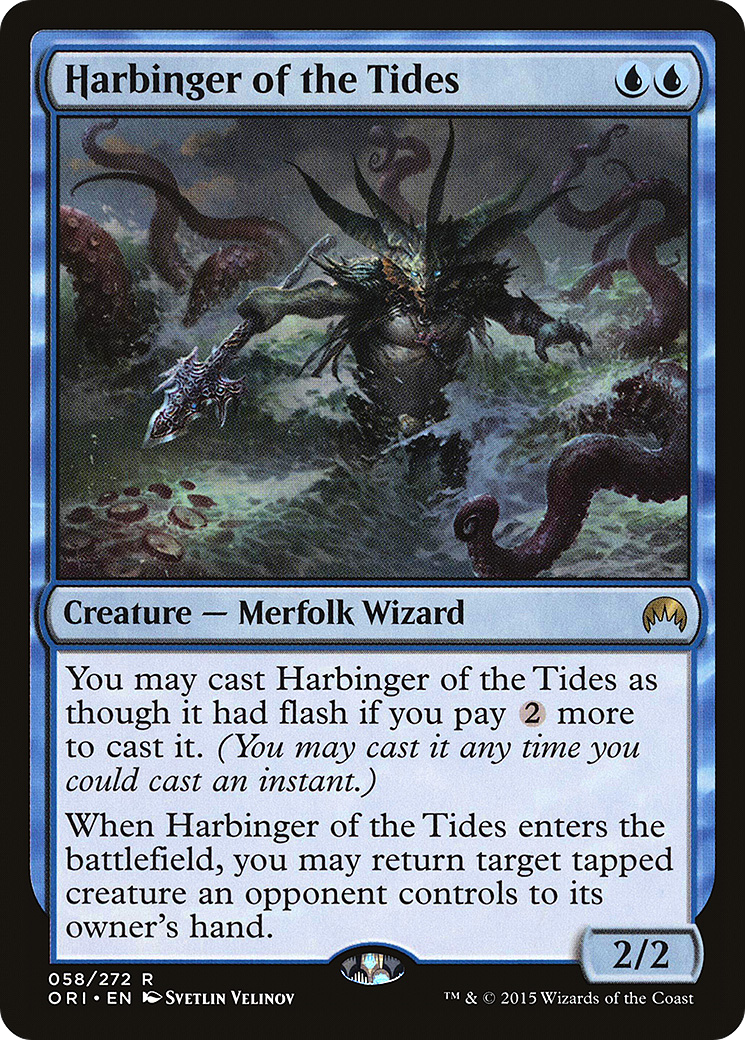 Harbinger of the Tides
Creature — Merfolk Wizard
You may cast Harbinger of the Tides as
though it had flash if you pay 2 more
to cast it. (You may cast it any time you
could cast an instant.)
When Harbinger of the Tides enters the
battlefield, you may return target tapped
creature an opponent controls to its
owner's hand.
2/2
058/272 R
ORI • EN Svetlin Velinov
™ & © 2015 Wizards of the Coast